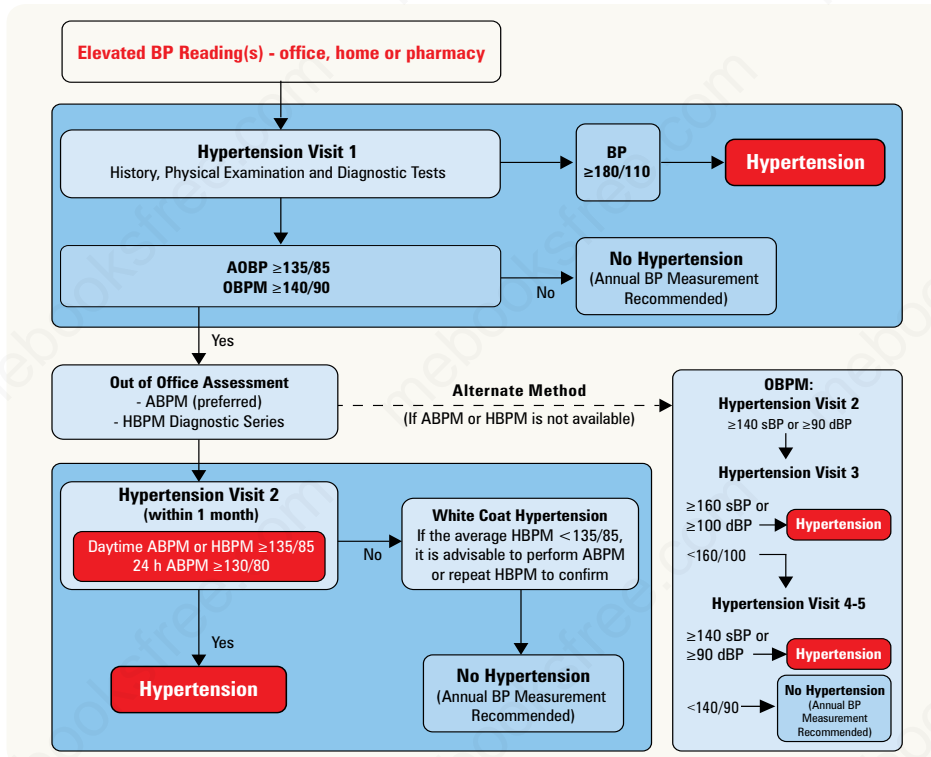 Elevated BP Reading(s) - office, home or pharmacy
Hypertension Visit 1
History, Physical Examination and Diagnostic Tests
BP
≥180/110
Hypertension
AOBP ≥135/85
OBPM ≥140/90
No
No Hypertension
(Annual BP Measurement
Recommended)
Yes
Out of Office Assessment
- ABPM (preferred)
- HBPM Diagnostic Series
Alternate Method
(If ABPM or HBPM is not available)
Hypertension Visit 2
(within 1 month)
Daytime ABPM or HBPM ≥135/85
24 h ABPM ≥130/80
No
White Coat Hypertension
If the average HBPM <135/85,
it is advisable to perform ABPM
or repeat HBPM to confirm
Yes
Hypertension
No Hypertension
(Annual BP Measurement
Recommended)
OBPM:
Hypertension Visit 2
≥140 sBP or ≥90 dBP
Hypertension Visit 3
≥160 sBP or
≥100 dBP
Hypertension
<160/100
Hypertension Visit 4-5
≥140 sBP or
≥90 dBP
Hypertension
<140/90
No Hypertension
(Annual BP
Measurement
Recommended)
mebooksfree.com